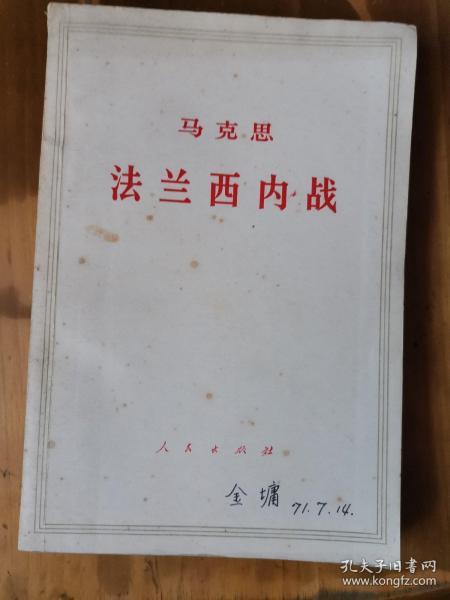 马克思
法兰西内战
人民出版社
金墉 71.7.14.
孔夫子旧书网
www.kongfz.com